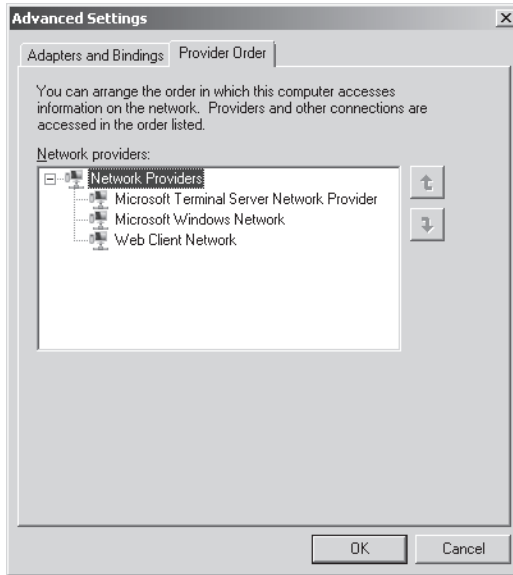 Advanced Settings
Adapters and Bindings
Provider Order
You can arrange the order in which this computer accesses
information on the network. Providers and other connections are
accessed in the order listed.
Network providers:
Network Providers
Microsoft Terminal Server Network Provider
Microsoft Windows Network
Web Client Network
OK
Cancel